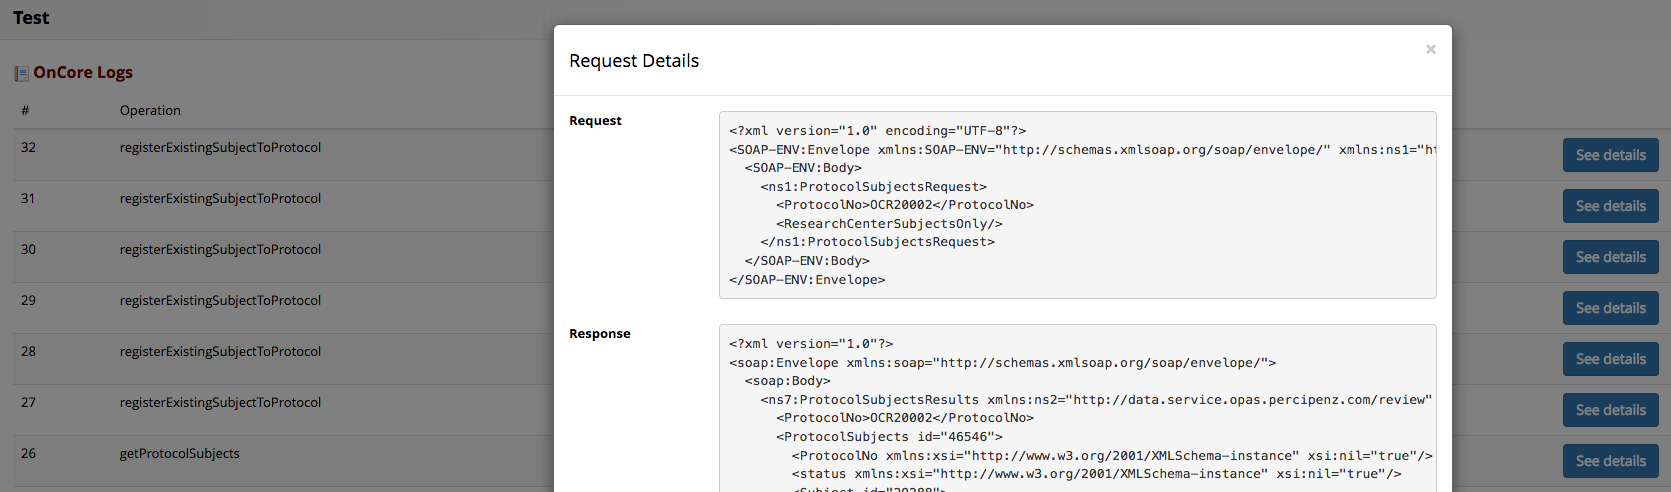 Test
OnCore Logs
# Operation
32 registerExistingSubjectToProtocol See details
31 registerExistingSubjectToProtocol See details
30 registerExistingSubjectToProtocol See details
29 registerExistingSubjectToProtocol See details
28 registerExistingSubjectToProtocol See details
27 registerExistingSubjectToProtocol See details
26 getProtocolSubjects See details
Request Details ×
Request
<?xml version="1.0" encoding="UTF-8"?>
<SOAP-ENV:Envelope xmlns:SOAP-ENV="http://schemas.xmlsoap.org/soap/envelope/" xmlns:ns1="ht
<SOAP-ENV:Body>
<ns1:ProtocolSubjectsRequest>
<ProtocolNo>OCR20002</ProtocolNo>
<ResearchCenterSubjectsOnly/>
</ns1:ProtocolSubjectsRequest>
</SOAP-ENV:Body>
</SOAP-ENV:Envelope>
Response
<?xml version="1.0"?>
<soap:Envelope xmlns:soap="http://schemas.xmlsoap.org/soap/envelope/">
<soap:Body>
<ns7:ProtocolSubjectsResults xmlns:ns2="http://data.service.opas.percipenz.com/review"
<ProtocolNo>OCR20002</ProtocolNo>
<ProtocolSubjects id="46546">
<ProtocolNo xmlns:xsi="http://www.w3.org/2001/XMLSchema-instance" xsi:nil="true"/>
<status xmlns:xsi="http://www.w3.org/2001/XMLSchema-instance" xsi:nil="true"/>
<Subject id="29288">